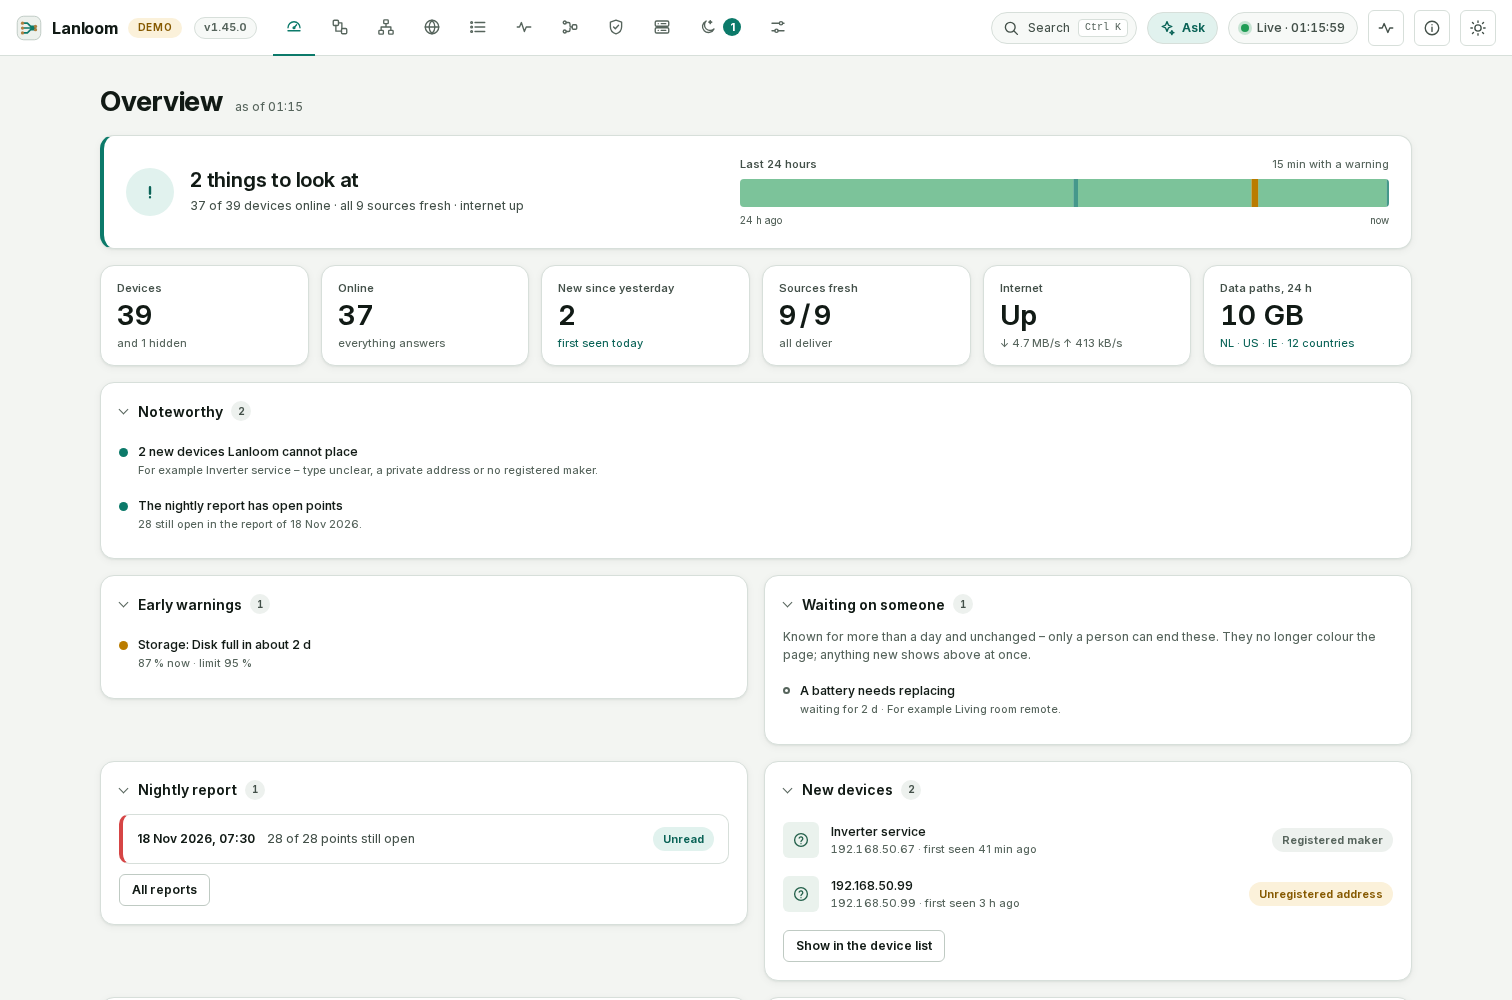 Lanloom DEMO v1.45.0 1 Search Ctrl K Ask Live · 01:15:59
Overview as of 01:15
!
2 things to look at
37 of 39 devices online · all 9 sources fresh · internet up
Last 24 hours 15 min with a warning
24 h ago now
Devices
39
and 1 hidden
Online
37
everything answers
New since yesterday
2
first seen today
Sources fresh
9 / 9
all deliver
Internet
Up
↓ 4.7 MB/s ↑ 413 kB/s
Data paths, 24 h
10 GB
NL · US · IE · 12 countries
Noteworthy 2
2 new devices Lanloom cannot place
For example Inverter service – type unclear, a private address or no registered maker.
The nightly report has open points
28 still open in the report of 18 Nov 2026.
Early warnings 1
Storage: Disk full in about 2 d
87 % now · limit 95 %
Waiting on someone 1
Known for more than a day and unchanged – only a person can end these. They no longer colour the
page; anything new shows above at once.
A battery needs replacing
waiting for 2 d · For example Living room remote.
Nightly report 1
18 Nov 2026, 07:30 28 of 28 points still open Unread
All reports
New devices 2
Inverter service
192.168.50.67 · first seen 41 min ago
Registered maker
192.168.50.99
192.168.50.99 · first seen 3 h ago
Unregistered address
Show in the device list